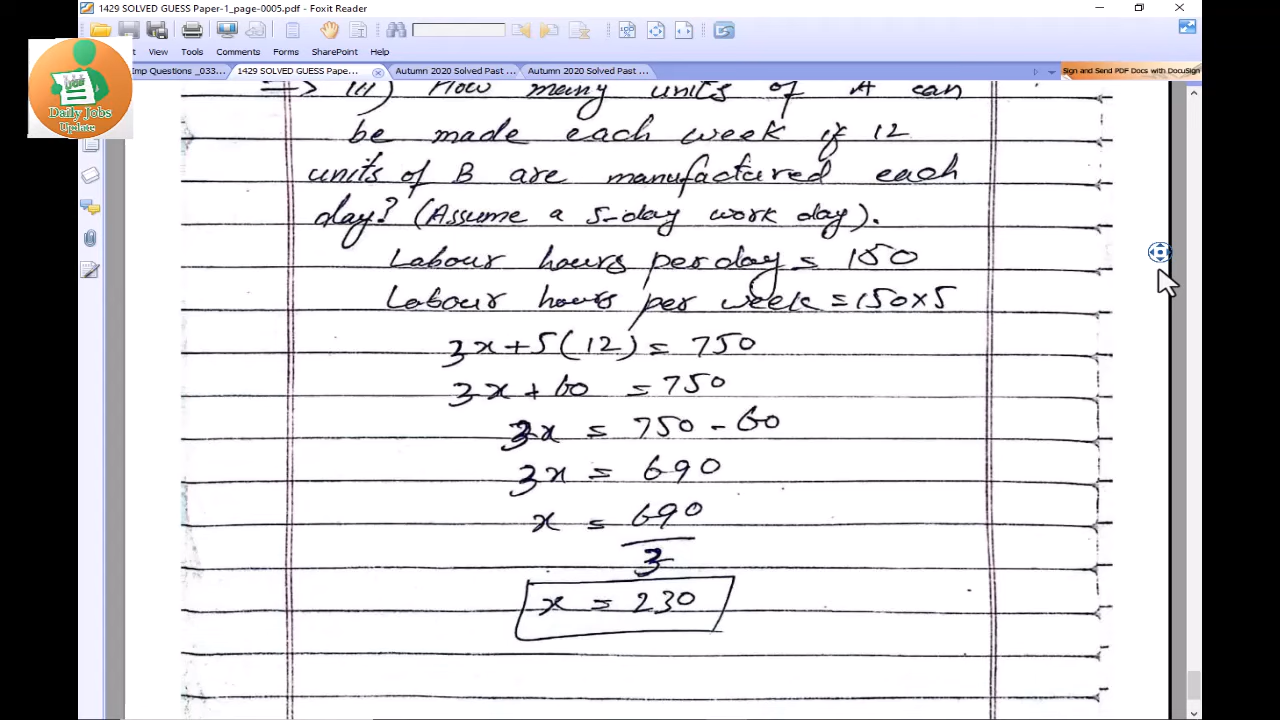 1429 SOLVED GUESS Paper-1_page-0005.pdf - Foxit Reader
View Tools Comments Forms SharePoint Help
Imp Questions _033... 1429 SOLVED GUESS Pape... Autumn 2020 Solved Past ... Autumn 2020 Solved Past ... Sign and Send PDF Docs with DocuSign
Daily Jobs
Update
=> III) How many units of A can
be made each week if 12
units of B are manufactured each
day? (Assume a 5-day work day).
Labour hours per day = 150
Labour hours per week = 150x5
3x+5(12) = 750
3x + 60 = 750
3x = 750 - 60
3x = 690
x = 690
3
x = 230